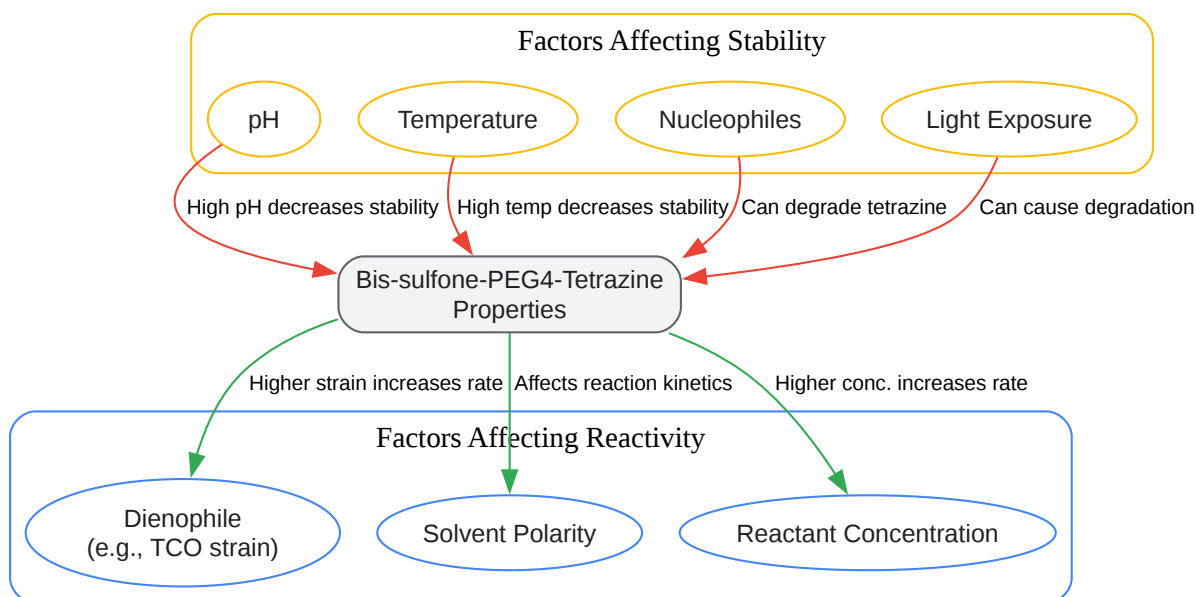 Factors Affecting Stability
pH
Temperature
Nucleophiles
Light Exposure
High pH decreases stability
High temp decreases stability
Can degrade tetrazine
Can cause degradation
Bis-sulfone-PEG4-Tetrazine
Properties
Higher strain increases rate
Affects reaction kinetics
Higher conc. increases rate
Factors Affecting Reactivity
Dienophile
(e.g., TCO strain)
Solvent Polarity
Reactant Concentration